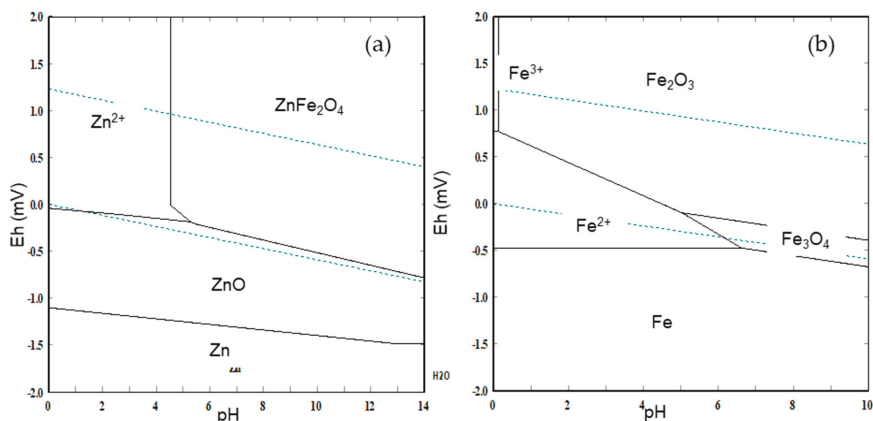 (a)
Eh (mV)
2.0
1.5
1.0
0.5
0.0
-0.5
-1.0
-1.5
-2.0
Zn²⁺
ZnFe₂O₄
ZnO
Zn
0 2 4 6 8 10 12 14
pH
H2O
(b)
Eh (mV)
2.0
1.5
1.0
0.5
0.0
-0.5
-1.0
-1.5
-2.0
Fe³⁺
Fe₂O₃
Fe²⁺
Fe₃O₄
Fe
0 2 4 6 8 10
pH